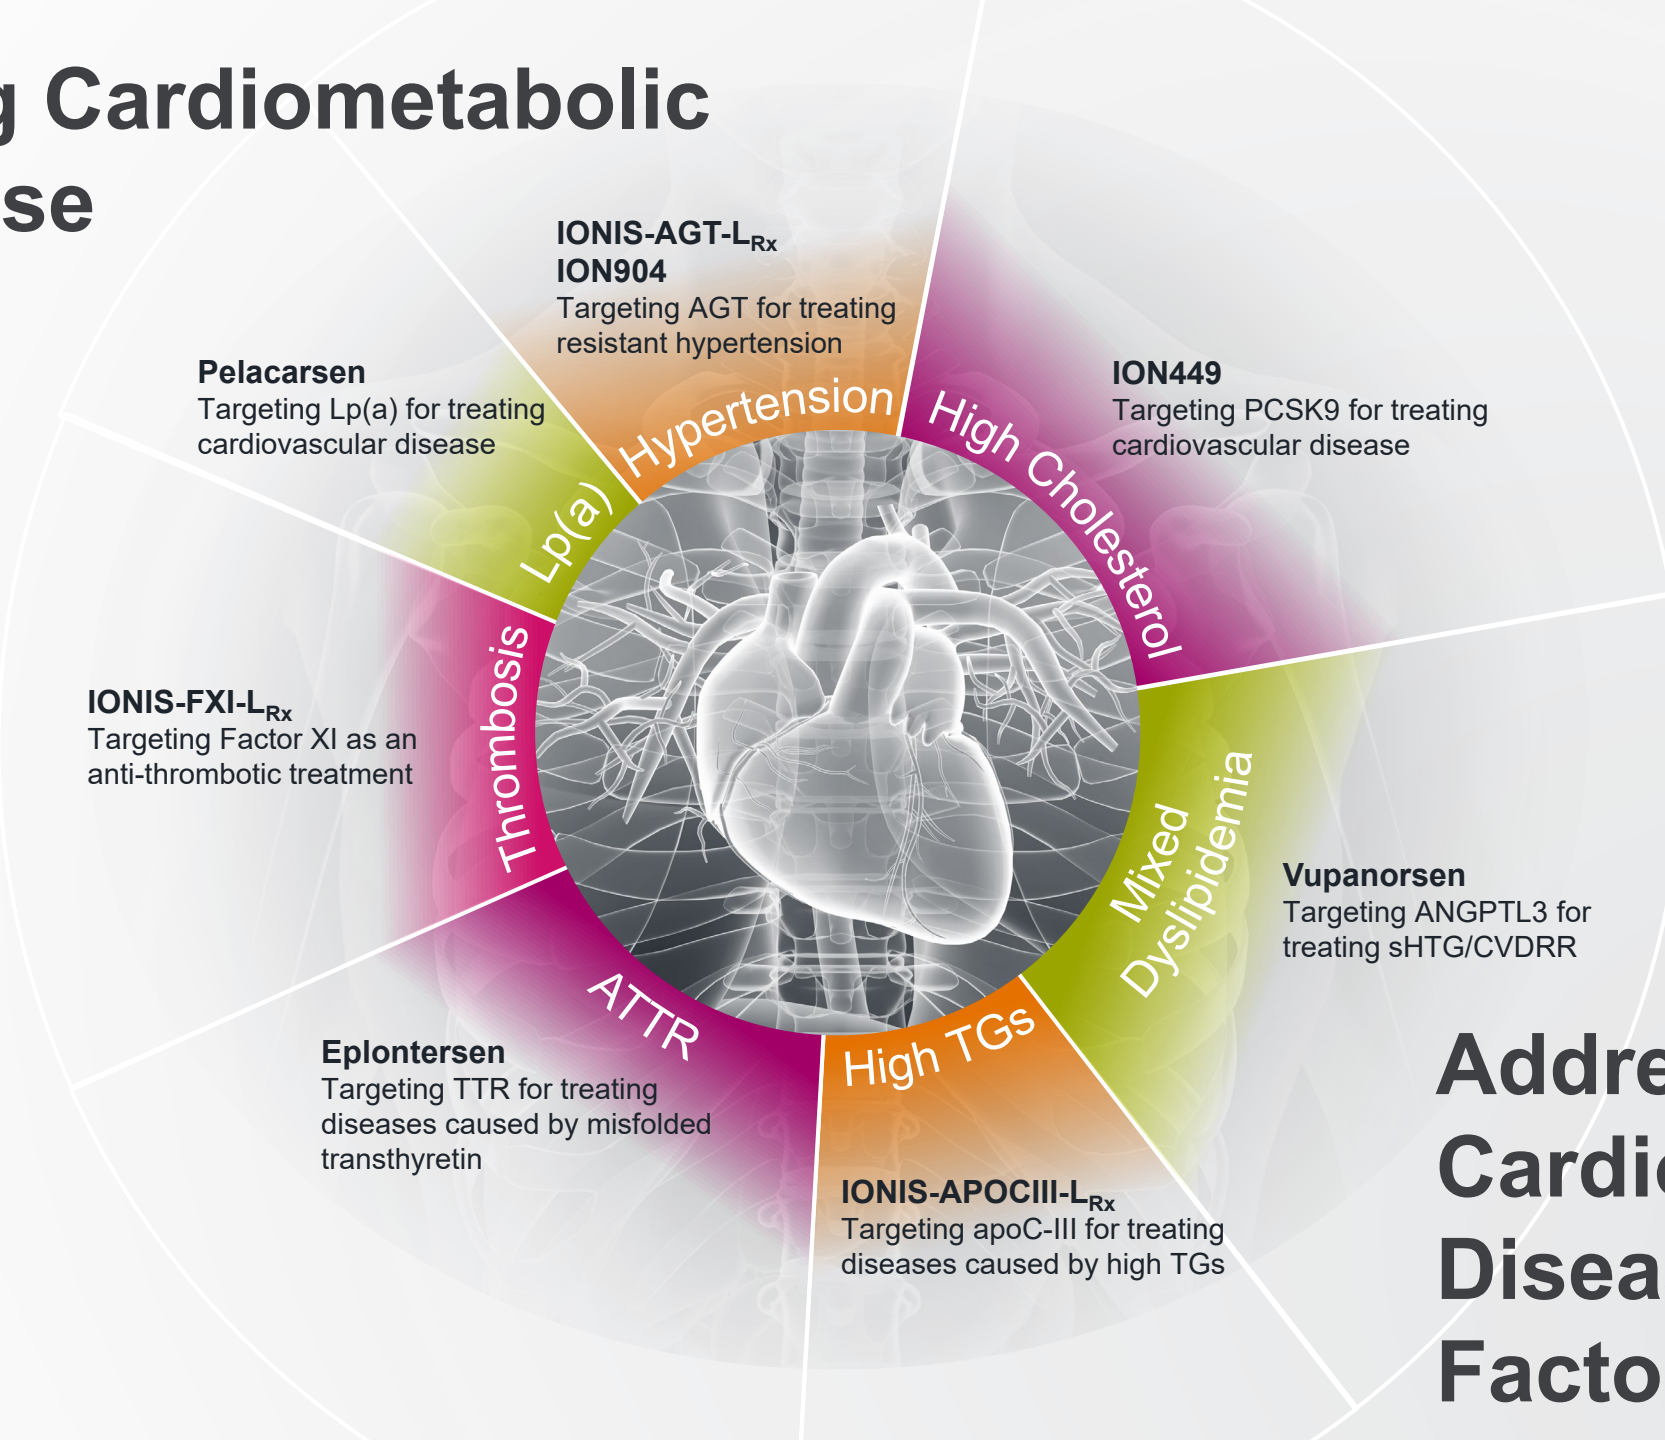 g Cardiometabolic
se
IONIS-AGT-LRx
ION904
Targeting AGT for treating
resistant hypertension
Hypertension
ION449
Targeting PCSK9 for treating
cardiovascular disease
High Cholesterol
Vupanorsen
Targeting ANGPTL3 for
treating sHTG/CVDRR
Mixed
Dyslipidemia
IONIS-APOCIII-LRx
Targeting apoC-III for treating
diseases caused by high TGs
High TGs
Eplontersen
Targeting TTR for treating
diseases caused by misfolded
transthyretin
ATTR
IONIS-FXI-LRx
Targeting Factor XI as an
anti-thrombotic treatment
Thrombosis
Pelacarsen
Targeting Lp(a) for treating
cardiovascular disease
Lp(a)
Addre
Cardio
Disea
Facto